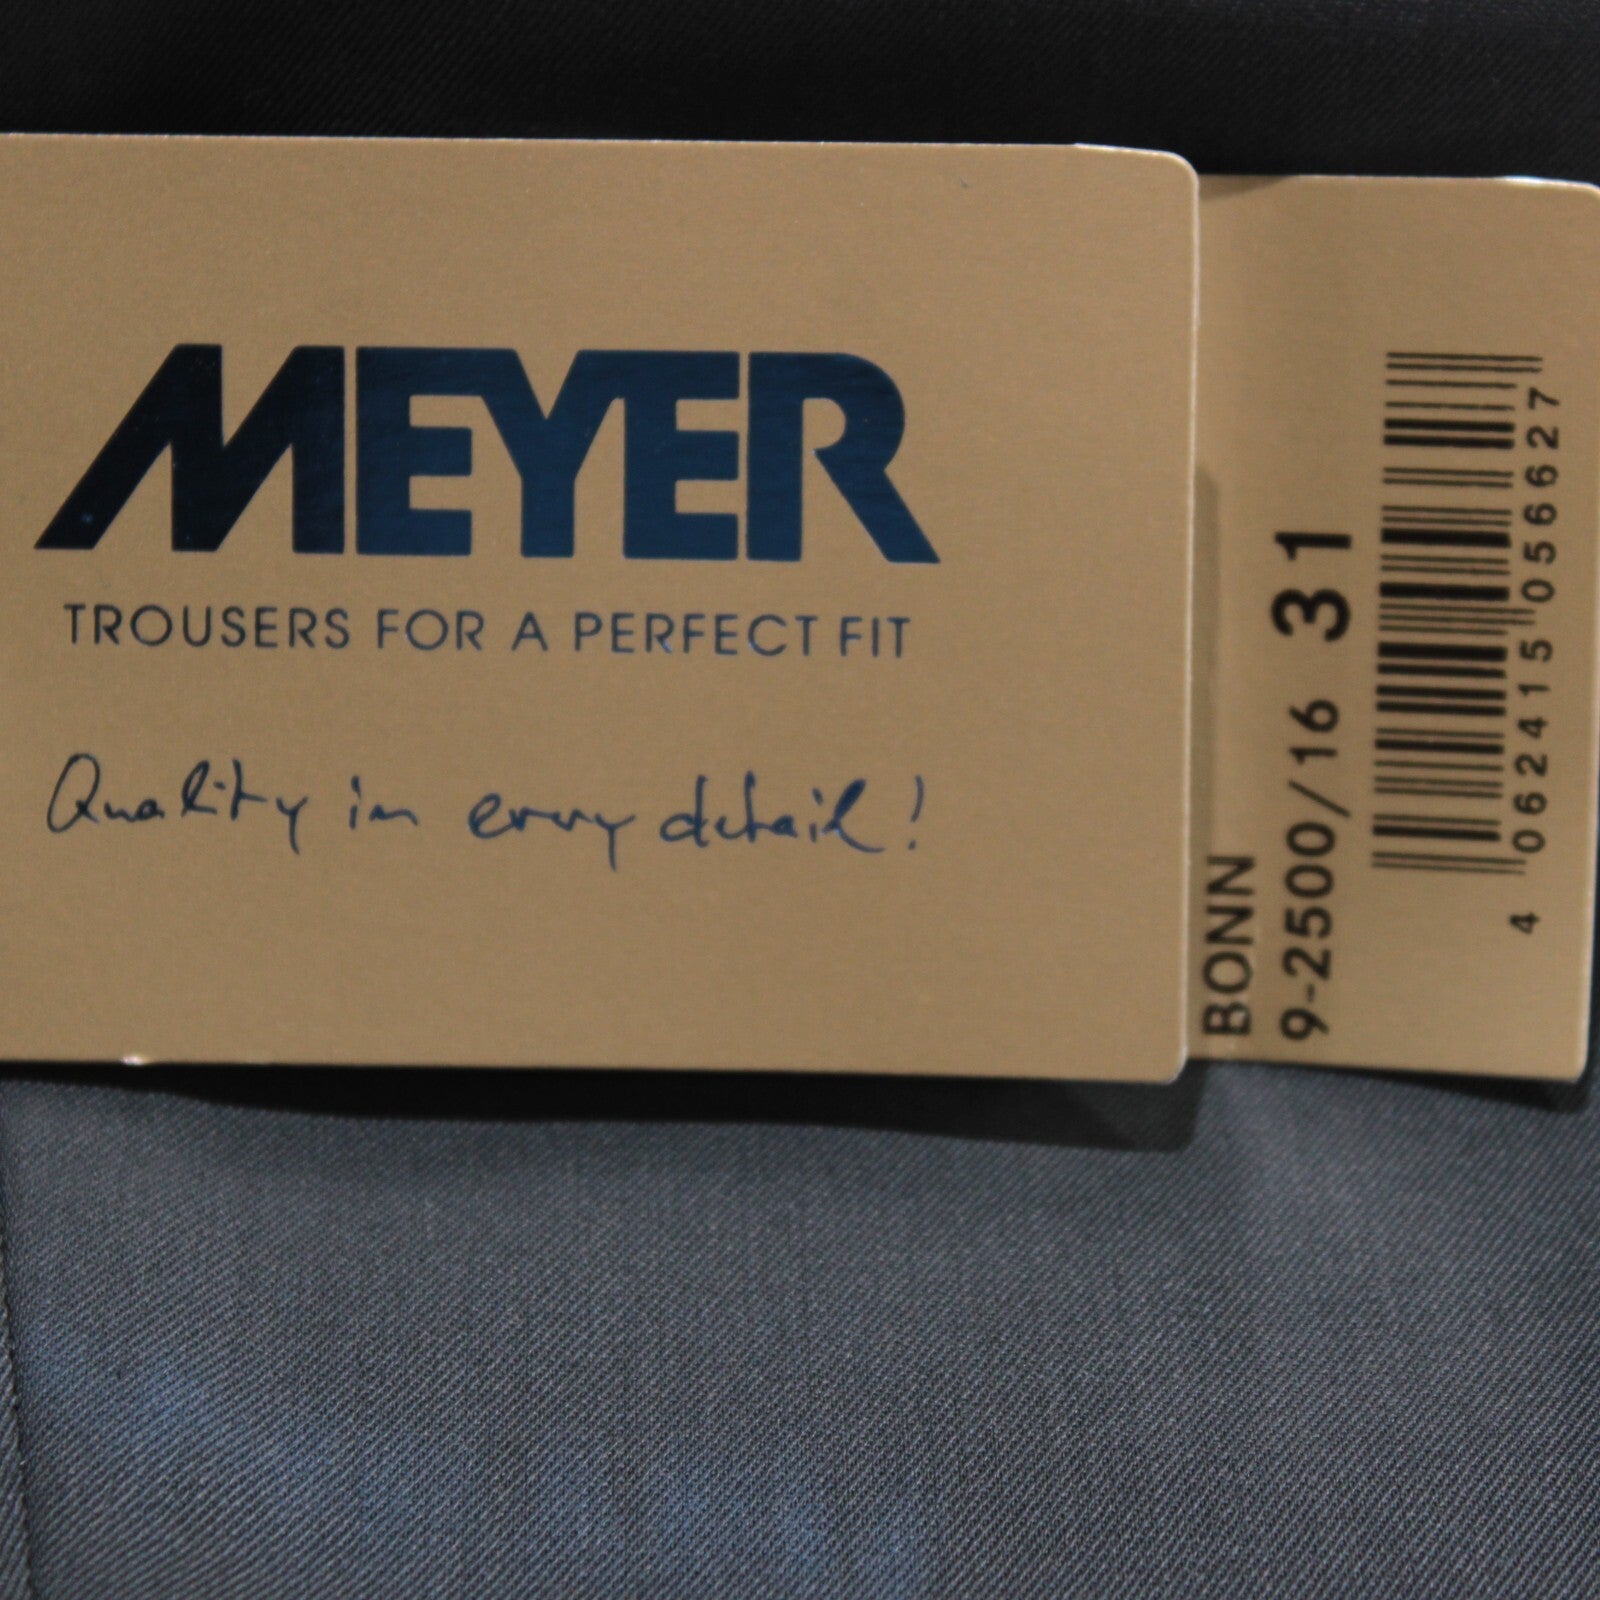 MEYER
TROUSERS FOR A PERFECT FIT
Quality in every detail!
BONN
9-2500/16 31
4 062415 056627